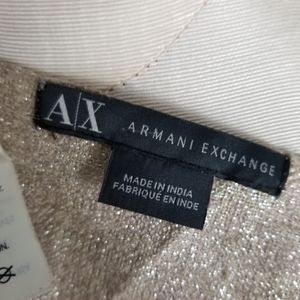 A|X ARMANI EXCHANGE
MADE IN INDIA
FABRIQUÉ EN INDE